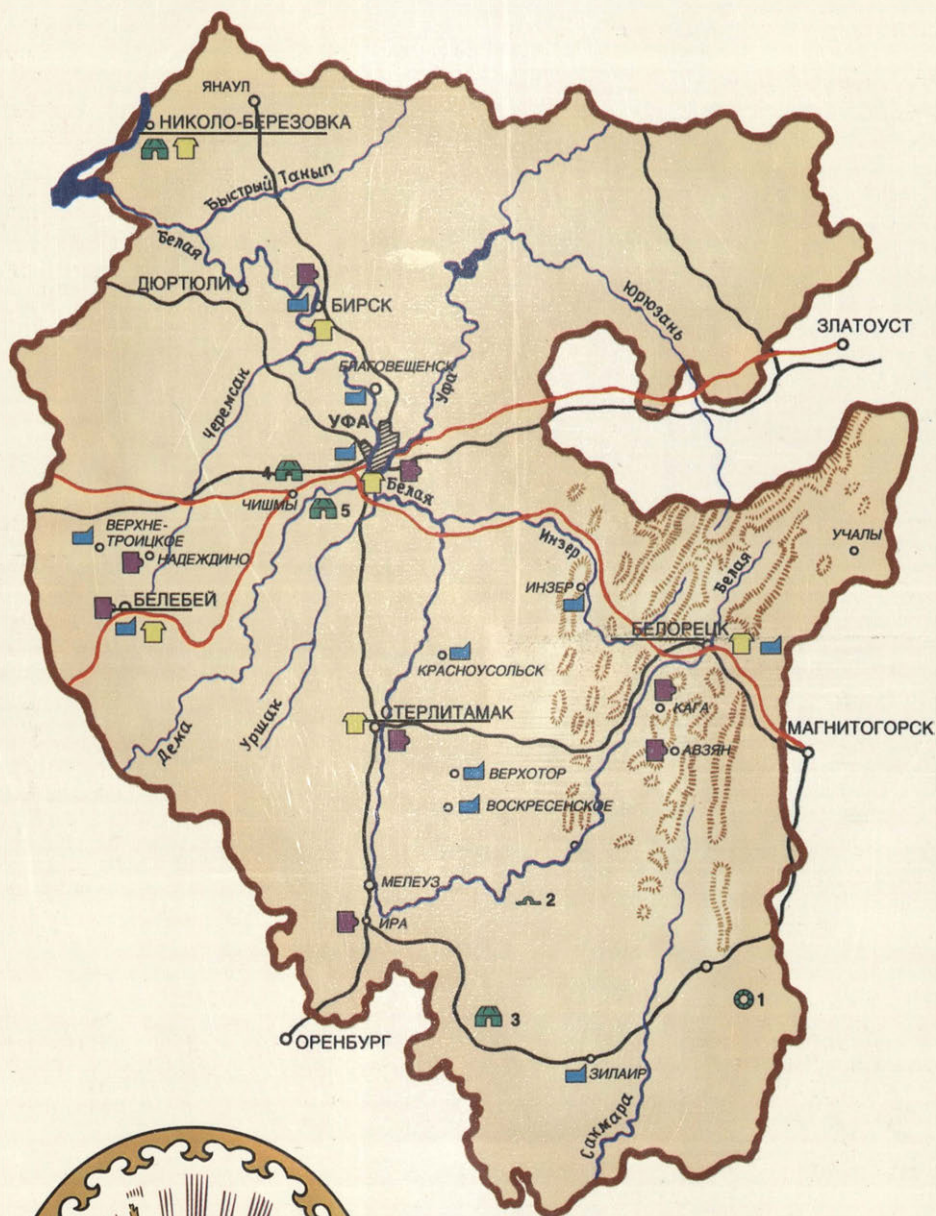 ЯНАУЛ
НИКОЛО-БЕРЕЗОВКА
Быстрый Танып
Белая
ДЮРТЮЛИ
БИРСК
Юрюзань
ЗЛАТОУСТ
БЛАГОВЕЩЕНСК
Черемсак
Уфа
УФА
4
ЧИШМЫ
5
Белая
ВЕРХНЕ-
ТРОИЦКОЕ
НАДЕЖДИНО
Инзер
УЧАЛЫ
Белая
ИНЗЕР
БЕЛЕБЕЙ
БЕЛОРЕЦК
КРАСНОУСОЛЬСК
КАГА
СТЕРЛИТАМАК
Дема
Уршак
МАГНИТОГОРСК
АВЗЯН
ВЕРХОТОР
ВОСКРЕСЕНСКОЕ
МЕЛЕУЗ
2
ИРА
1
3
ОРЕНБУРГ
ЗИЛАИР
Сакмара